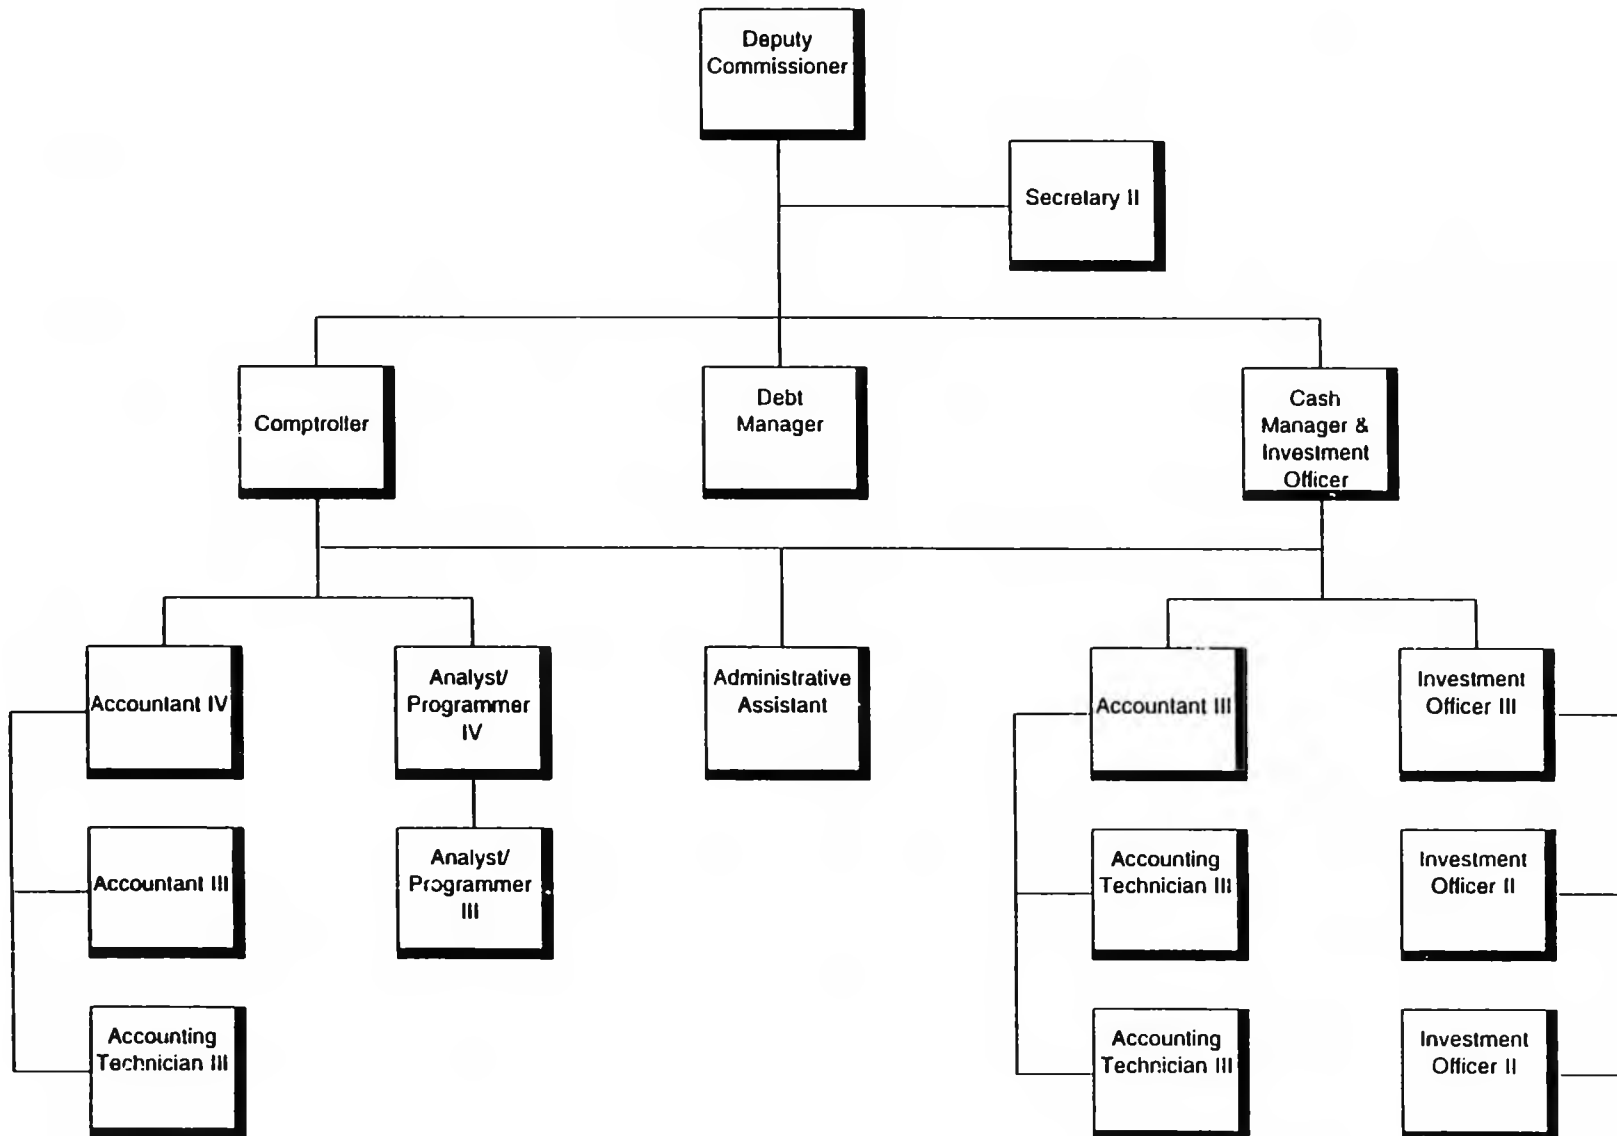 Deputy
Commissioner
Secretary II
Comptroller
Debt
Manager
Cash
Manager &
Investment
Officer
Accountant IV
Analyst/
Programmer
IV
Administrative
Assistant
Accountant III
Investment
Officer III
Accountant III
Analyst/
Programmer
III
Accounting
Technician III
Investment
Officer II
Accounting
Technician III
Accounting
Technician III
Investment
Officer II